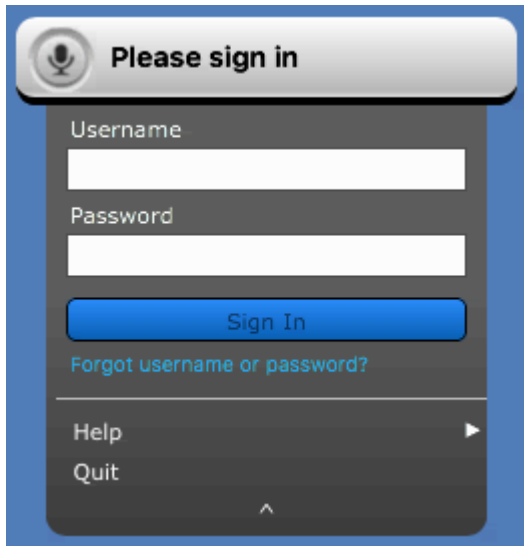 Please sign in
Username
Password
Sign In
Forgot username or password?
Help
Quit